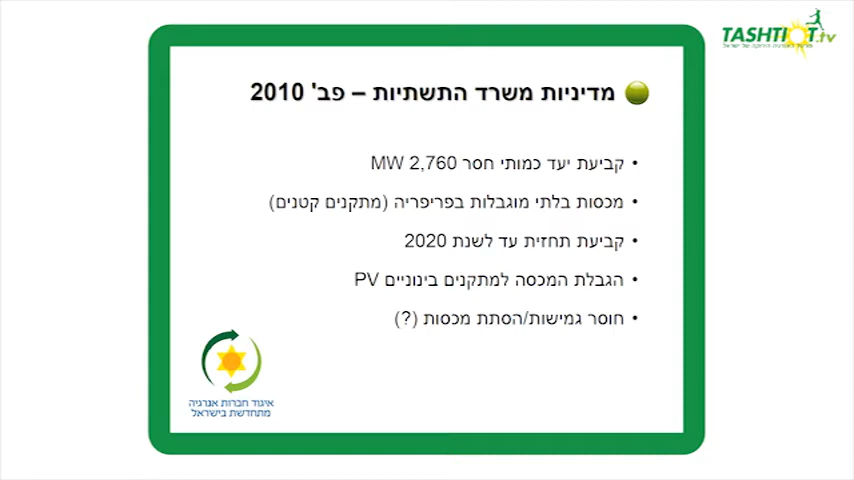 TASHTIOT.tv
מדיניות משרד התשתיות – פב' 2010
• קביעת יעד כמותי חסר 2,760 MW
• מכסות בלתי מוגבלות בפריפריה (מתקנים קטנים)
• קביעת תחזית עד לשנת 2020
• הגבלת המכסה למתקנים בינוניים PV
• חוסר גמישות/הסתת מכסות (?)
איגוד חברות אנרגיה
מתחדשת בישראל